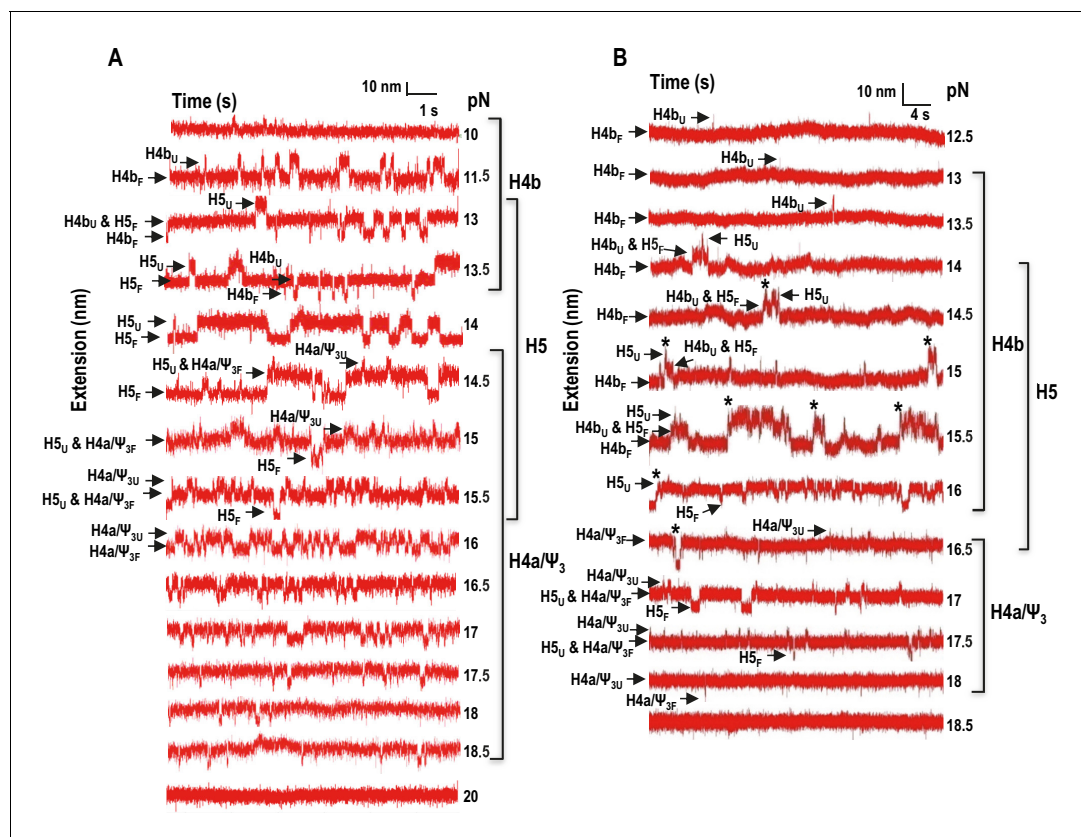 A
10 nm
1 s
pN
Time (s)
Extension (nm)
10
H4bU
H4bF
11.5
H4b
H5U
H4bU & H5F
H4bF
13
H5U
H4bU
H5F
H4bF
13.5
H5U
H5F
14
H5
H4a/Ψ3U
H5U & H4a/Ψ3F
H5F
14.5
H4a/Ψ3U
H5U & H4a/Ψ3F
H5F
15
H4a/Ψ3U
H5U & H4a/Ψ3F
H5F
15.5
H4a/Ψ3U
H4a/Ψ3F
16
H4a/Ψ3
16.5
17
17.5
18
18.5
20
B
10 nm
4 s
pN
Time (s)
Extension (nm)
H4bU
H4bF
12.5
H4bU
H4bF
13
H4bU
H4bF
13.5
H4bU & H5F
H5U
H4bF
14
*
H4bU & H5F
H5U
H4bF
14.5
H4b
*
*
H5U
H4bU & H5F
H4bF
15
H5
*
*
*
H5U
H4bU & H5F
H4bF
15.5
*
H5U
H5F
16
*
H4a/Ψ3U
H4a/Ψ3F
16.5
H4a/Ψ3U
H5U & H4a/Ψ3F
H5F
17
H4a/Ψ3
H4a/Ψ3U
H5U & H4a/Ψ3F
H5F
17.5
H4a/Ψ3U
H4a/Ψ3F
18
18.5